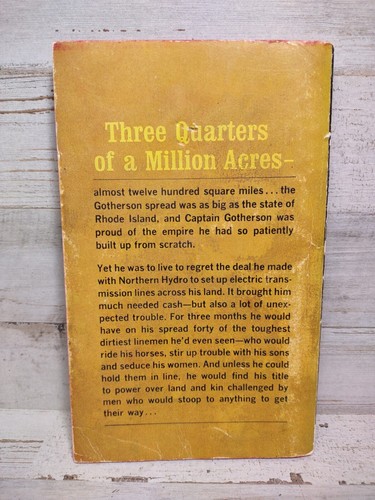 Three Quarters
of a Million Acres—
almost twelve hundred square miles . . . the
Gotherson spread was as big as the state of
Rhode Island, and Captain Gotherson was
proud of the empire he had so patiently
built up from scratch.
Yet he was to live to regret the deal he made
with Northern Hydro to set up electric trans-
mission lines across his land. It brought him
much needed cash—but also a lot of unex-
pected trouble. For three months he would
have on his spread forty of the toughest
dirtiest linemen he'd even seen—who would
ride his horses, stir up trouble with his sons
and seduce his women. And unless he could
hold them in line, he would find his title
to power over land and kin challenged by
men who would stoop to anything to get
their way . . .